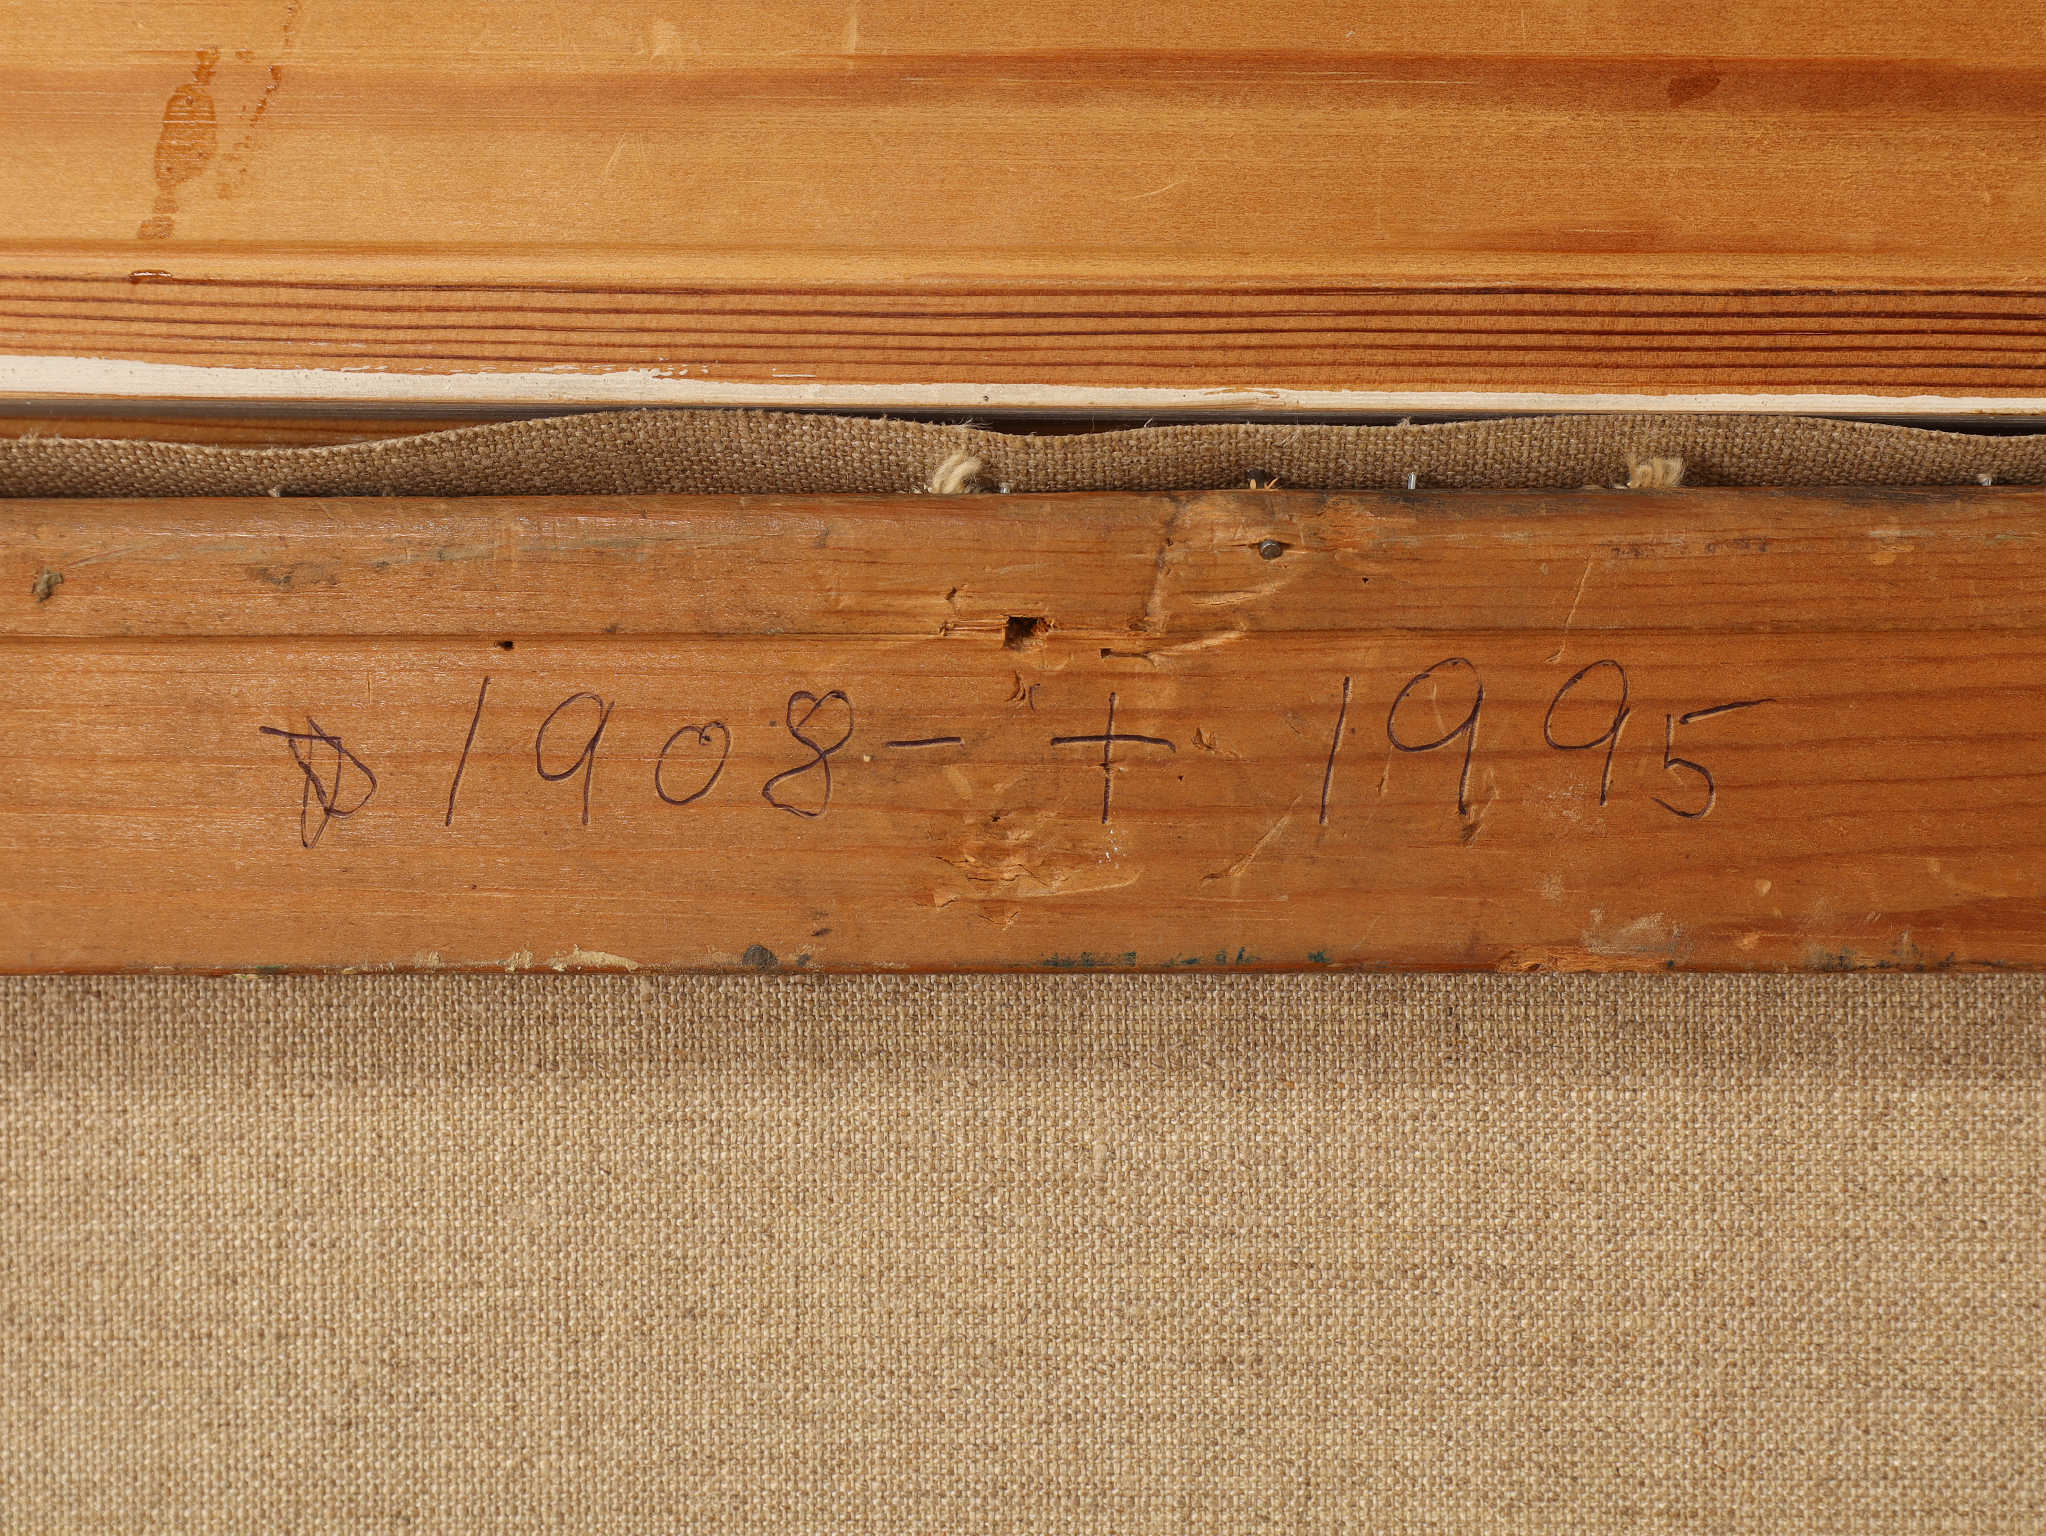 ☆ 1908 – + 1995